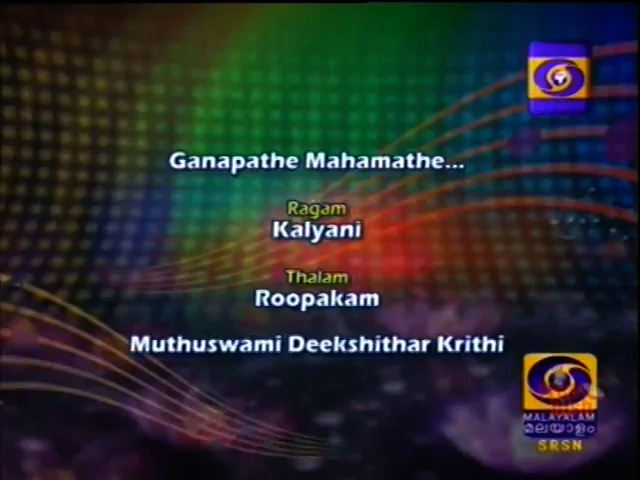 Ganapathe Mahamathe...
Ragam
Kalyani
Thalam
Roopakam
Muthuswami Deekshithar Krithi
MALAYALAM
മലയാളം
SRSN